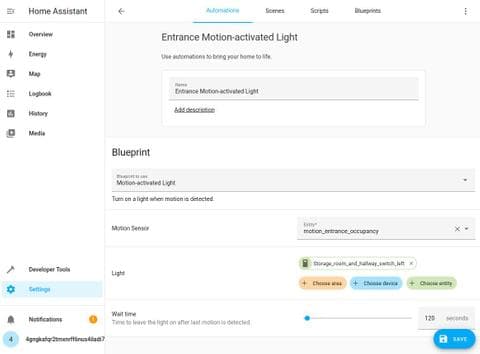 Home Assistant
Automations
Scenes
Scripts
Blueprints
Overview
Energy
Map
Logbook
History
Media
Developer Tools
Settings
Notifications
1
4
Entrance Motion-activated Light
Use automations to bring your home to life.
Name
Entrance Motion-activated Light
Add description
Blueprint
Blueprint to use
Motion-activated Light
Turn on a light when motion is detected.
Motion Sensor
Entity*
motion_entrance_occupancy
Light
Storage_room_and_hallway_switch_left
Choose area
Choose device
Choose entity
Wait time
Time to leave the light on after last motion is detected.
120 seconds
SAVE